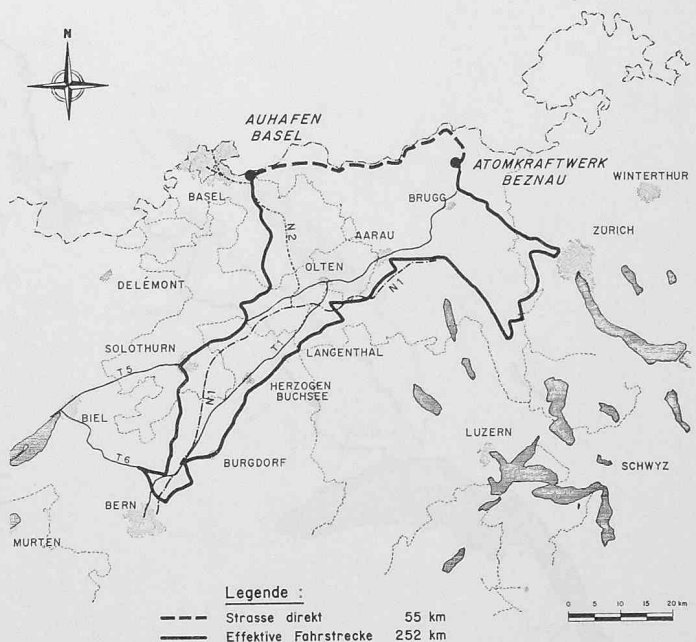 N
AUHAFEN
BASEL
ATOMKRAFTWERK
BEZNAU
WINTERTHUR
BASEL
BRUGG
N 2
AARAU
ZÜRICH
OLTEN
DELÉMONT
N1
SOLOTHURN
T1
LANGENTHAL
T5
HERZOGEN
BUCHSEE
N1
BIEL
LUZERN
T6
BURGDORF
SCHWYZ
BERN
MURTEN
Legende :
Strasse direkt 55 km
Effektive Fahrstrecke 252 km
0 5 10 15 20 km